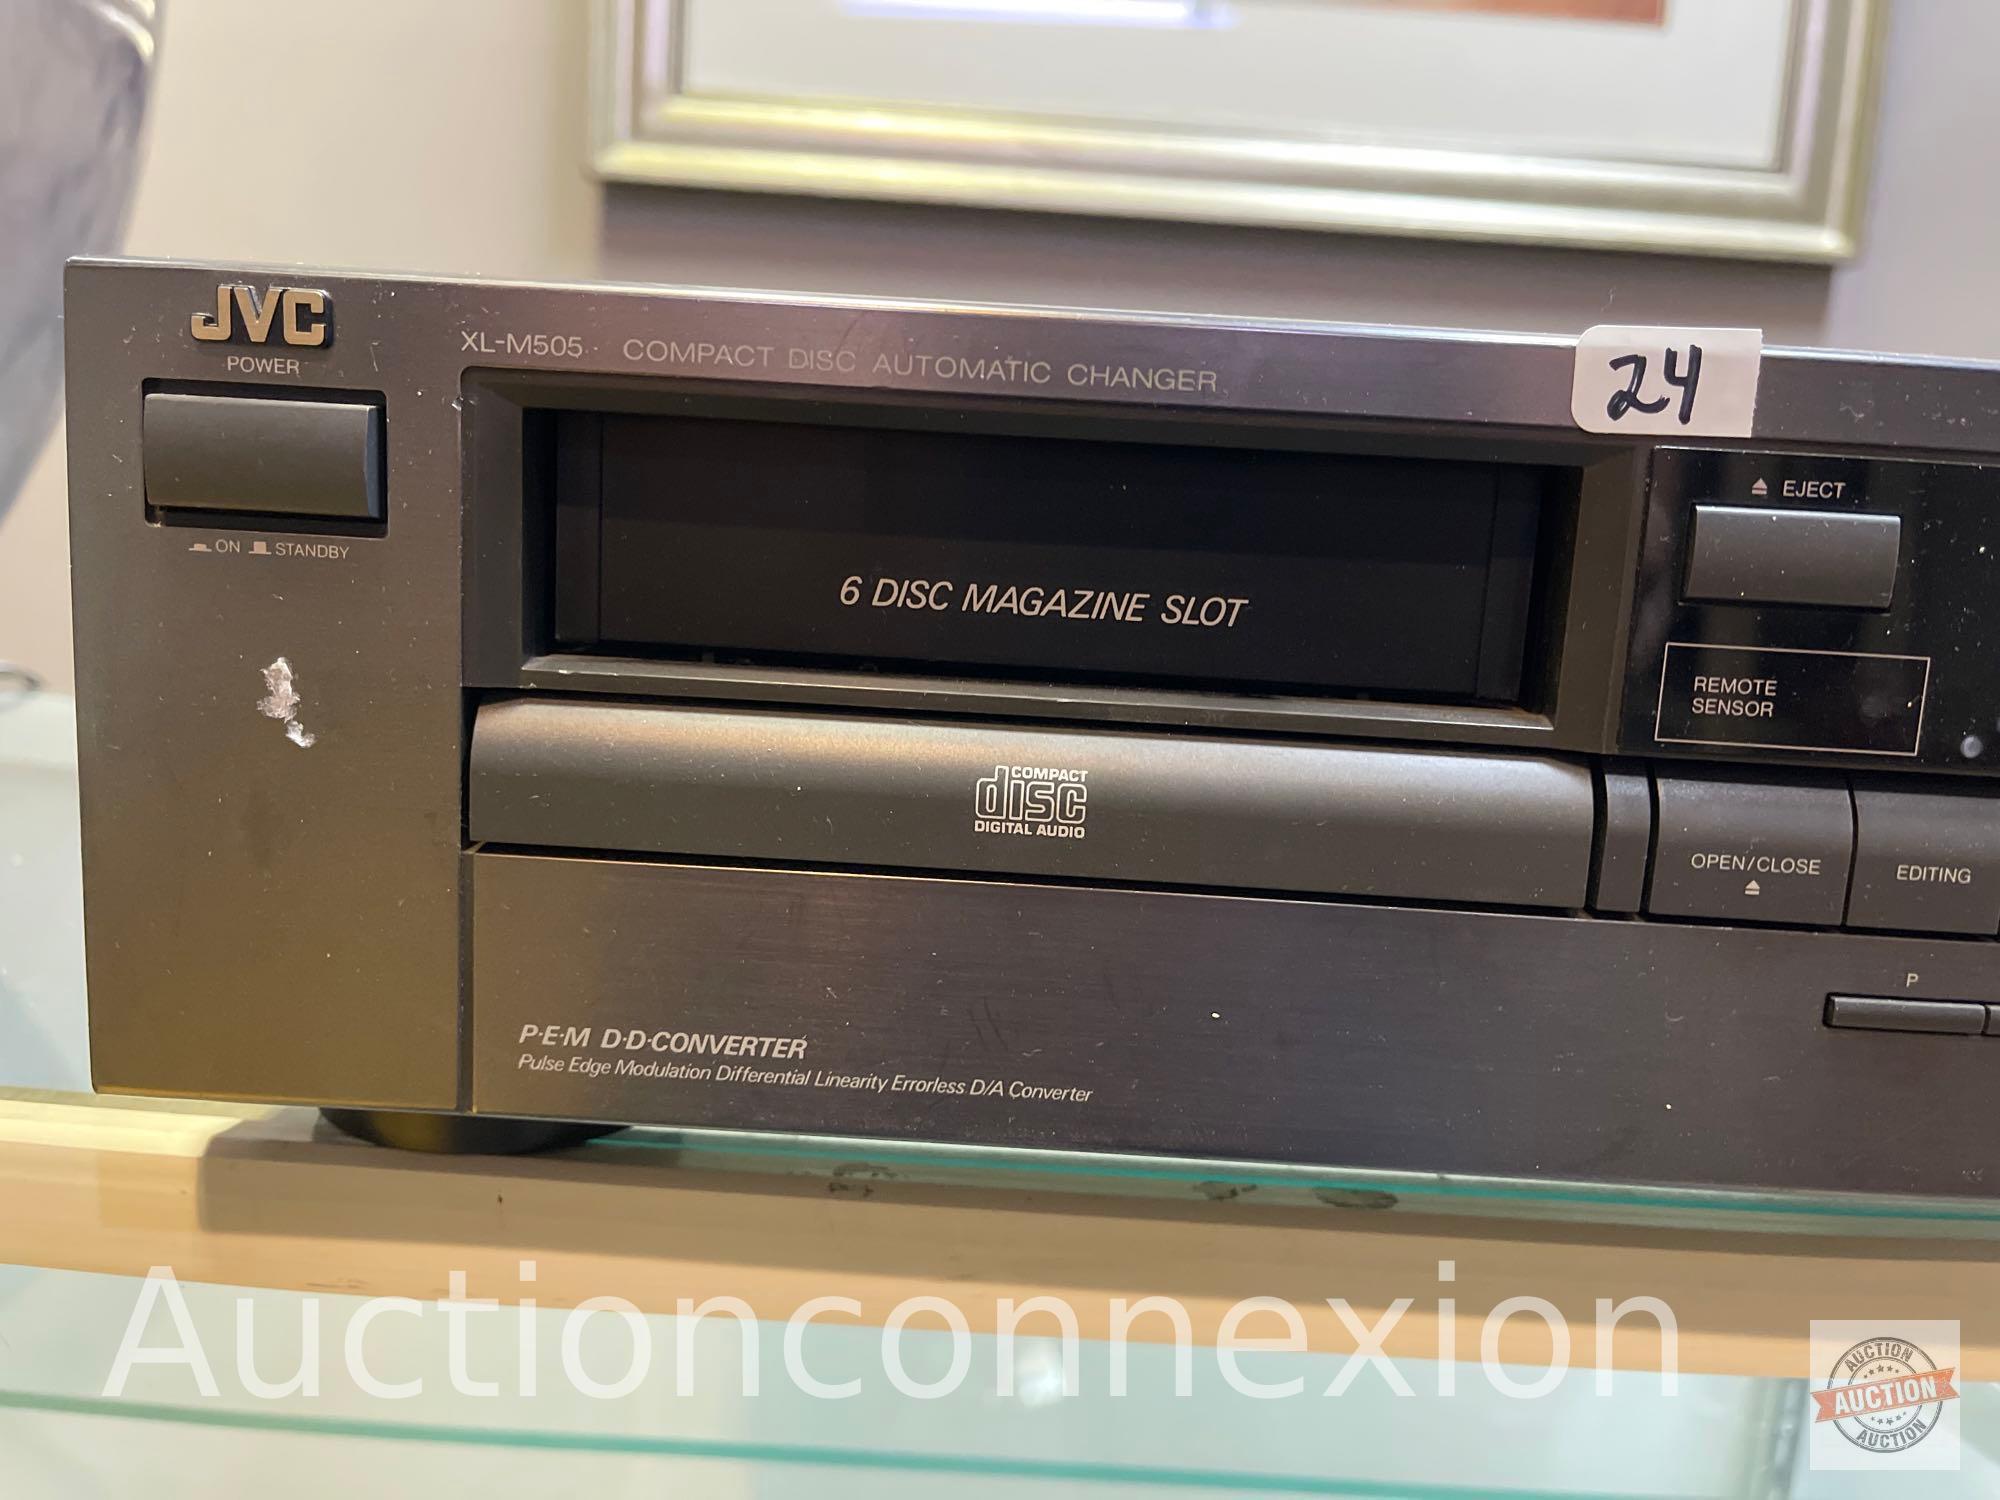 JVC
POWER
XL-M505 COMPACT DISC AUTOMATIC CHANGER
24
ON STANDBY
6 DISC MAGAZINE SLOT
EJECT
REMOTE
SENSOR
COMPACT
disc
DIGITAL AUDIO
OPEN/CLOSE
EDITING
P
P·E·M D·D·CONVERTER
Pulse Edge Modulation Differential Linearity Errorless D/A Converter
Auctionconnexion
AUCTION
AUCTION
AUCTION